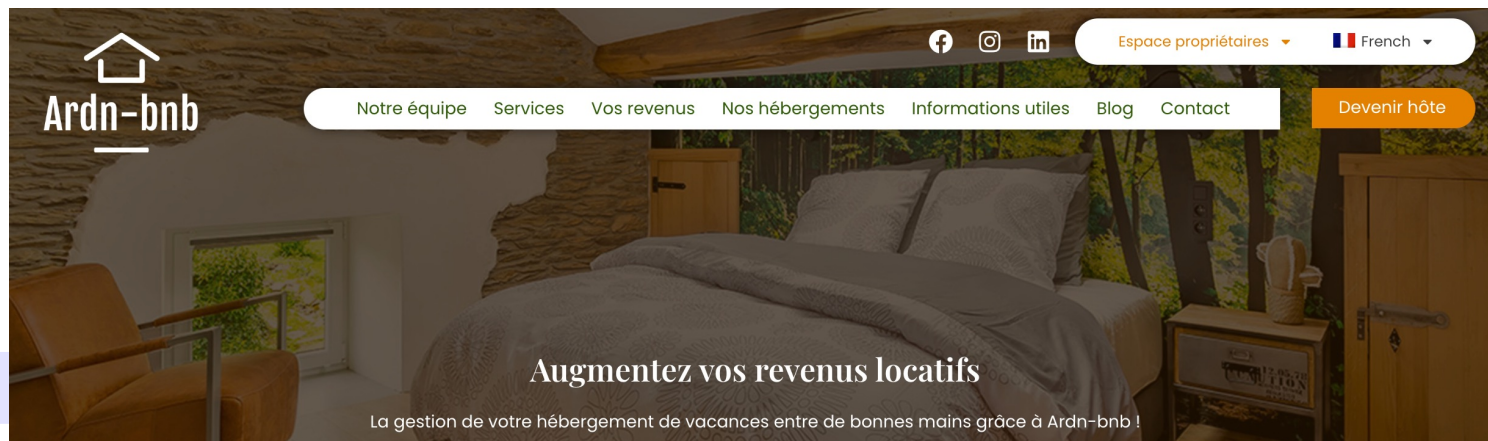 Espace propriétaires
French
Ardn-bnb
Notre équipe Services Vos revenus Nos hébergements Informations utiles Blog Contact
Devenir hôte
Augmentez vos revenus locatifs
La gestion de votre hébergement de vacances entre de bonnes mains grâce à Ardn-bnb !